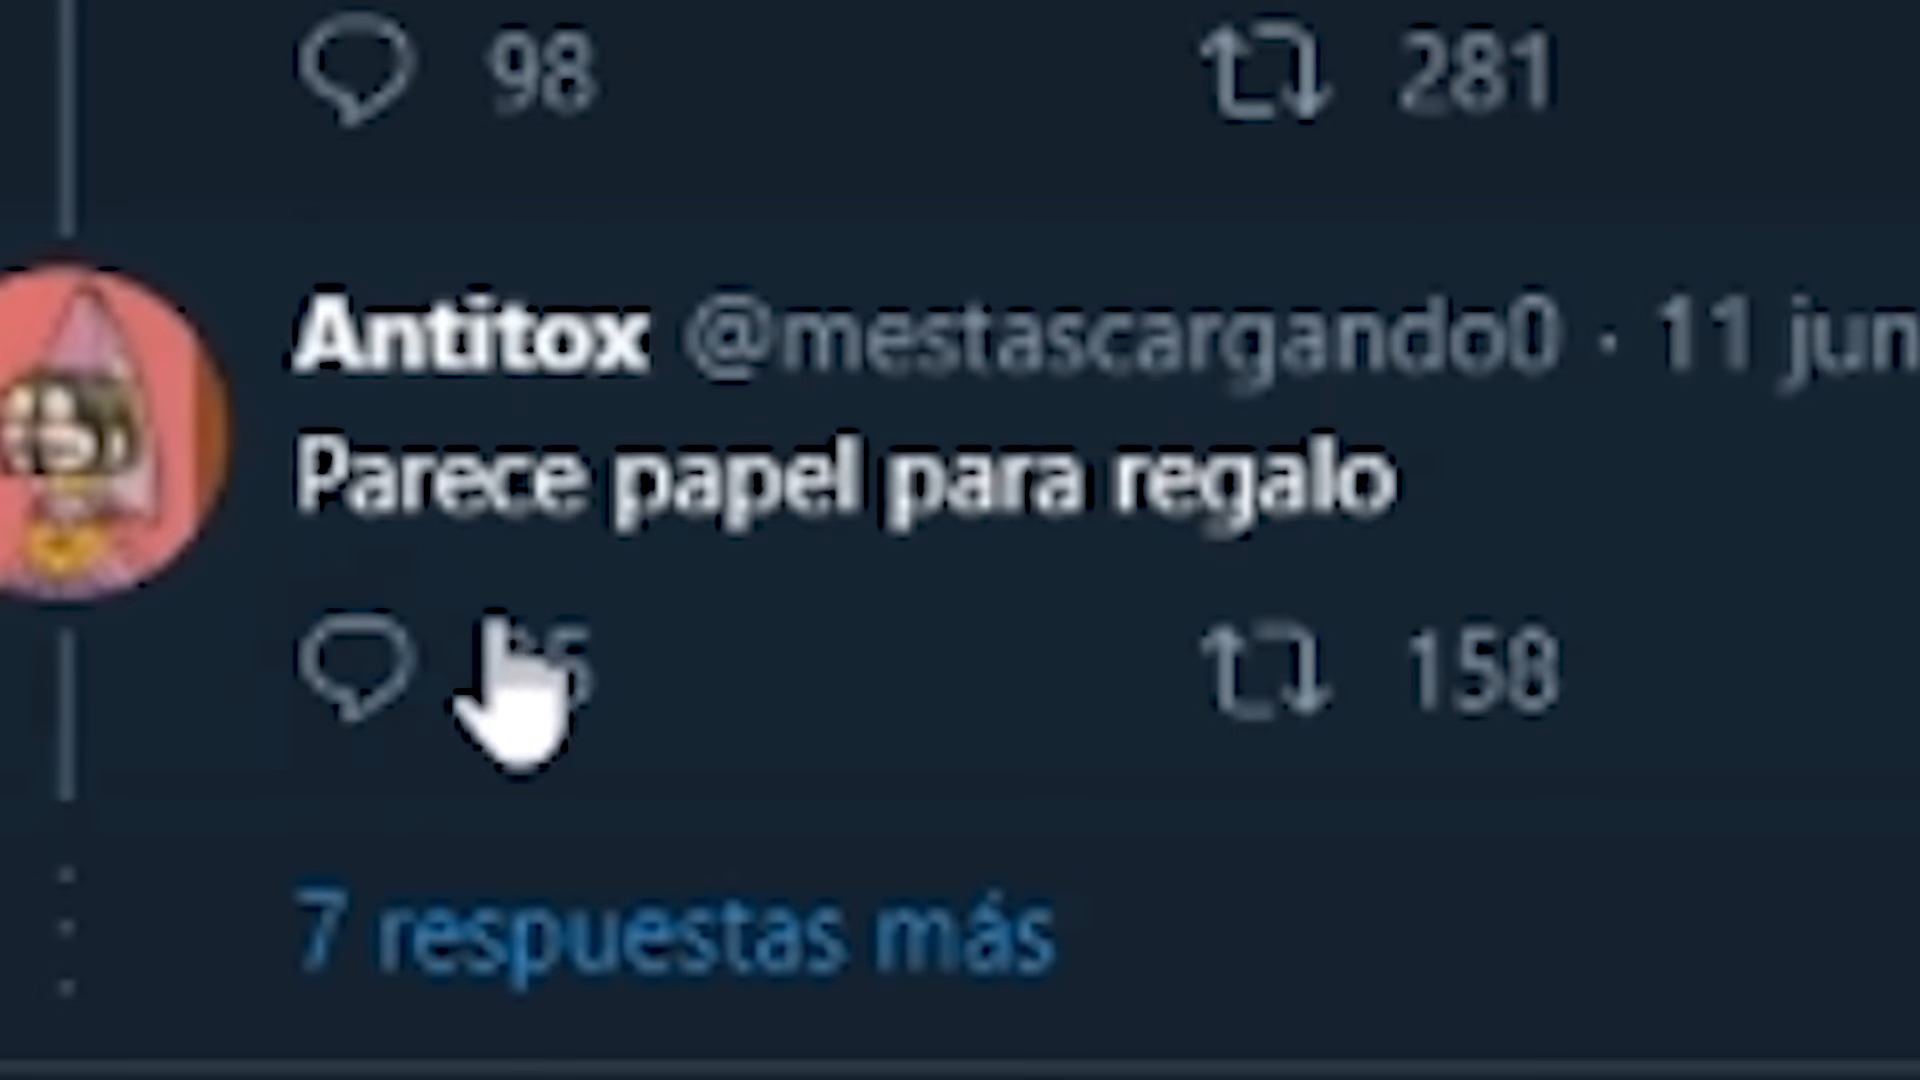 98 281
Antitox @mestascargando0 · 11 jun
Parece papel para regalo
158
7 respuestas más